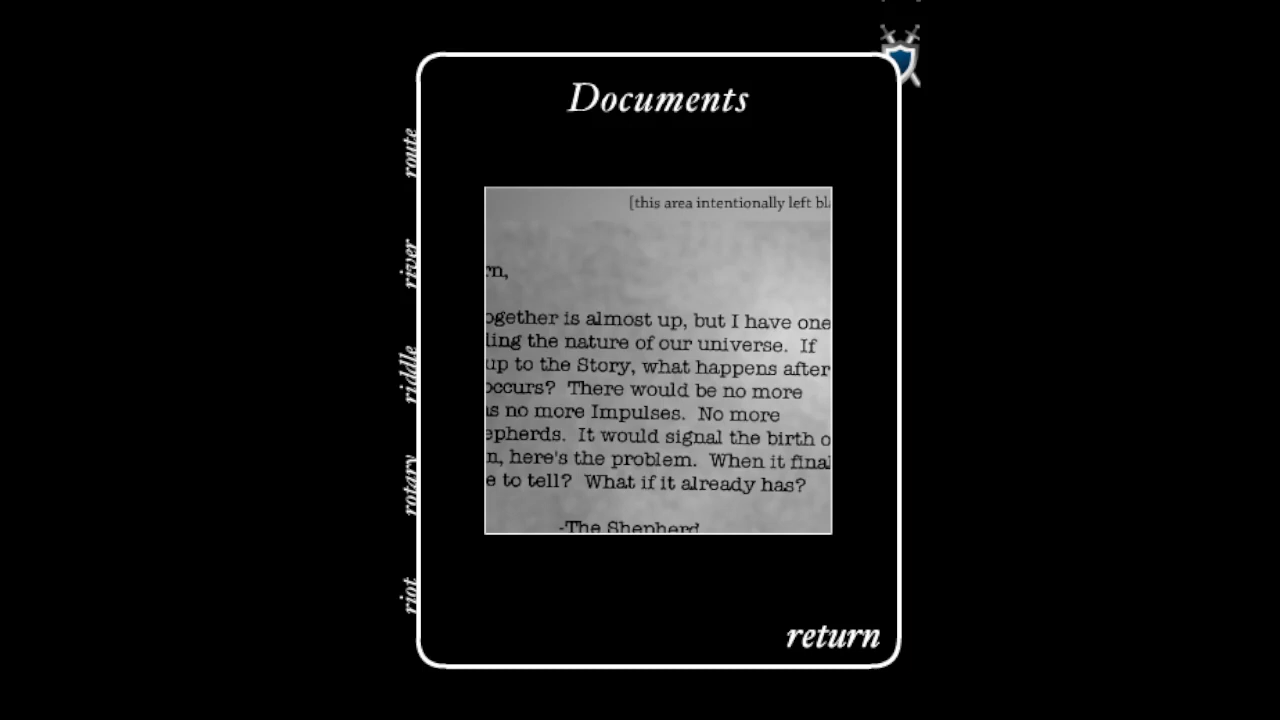 Documents
route
river
riddle
rotary
riot
[this area intentionally left bl
rn,
ogether is almost up, but I have one
ling the nature of our universe. If
up to the Story, what happens after
occurs? There would be no more
as no more Impulses. No more
epherds. It would signal the birth o
n, here's the problem. When it final
e to tell? What if it already has?
-The Shepherd
return